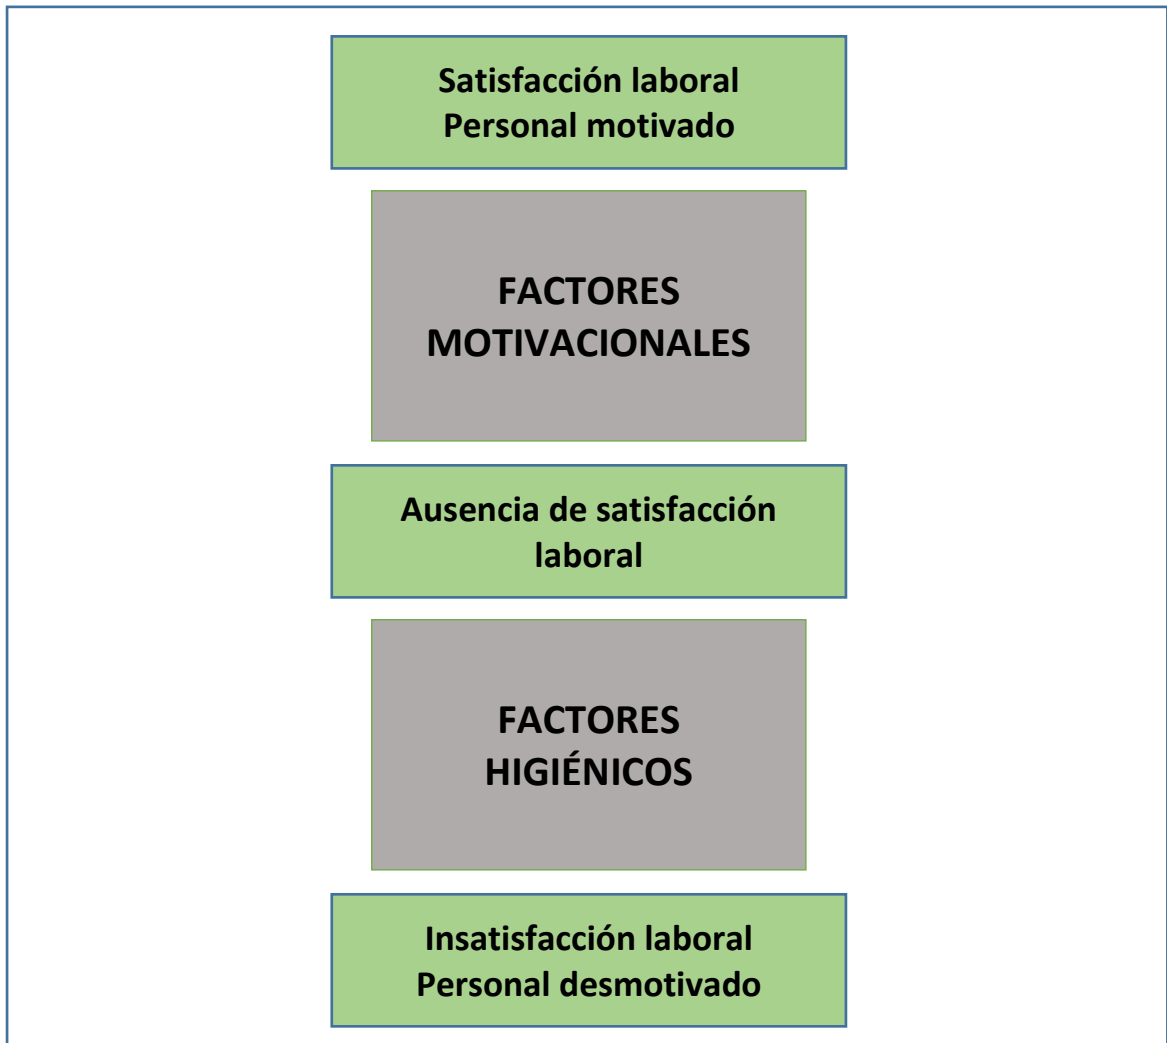 Satisfacción laboral
Personal motivado
FACTORES
MOTIVACIONALES
Ausencia de satisfacción
laboral
FACTORES
HIGIÉNICOS
Insatisfacción laboral
Personal desmotivado